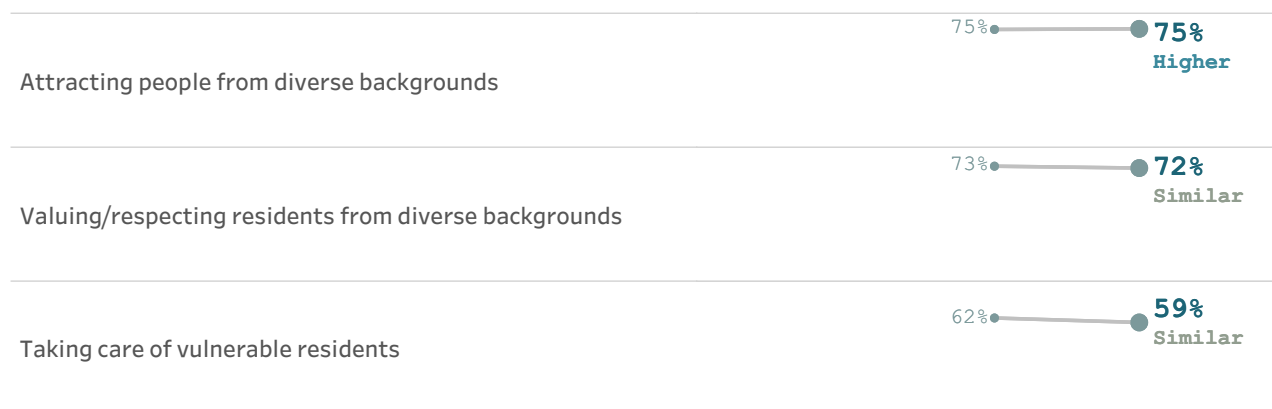 75%
75%
Higher
Attracting people from diverse backgrounds
73%
72%
Similar
Valuing/respecting residents from diverse backgrounds
62%
59%
Similar
Taking care of vulnerable residents